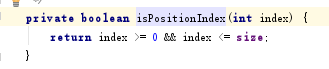 private boolean isPositionIndex(int index) {
return index >= 0 && index <= size;
}